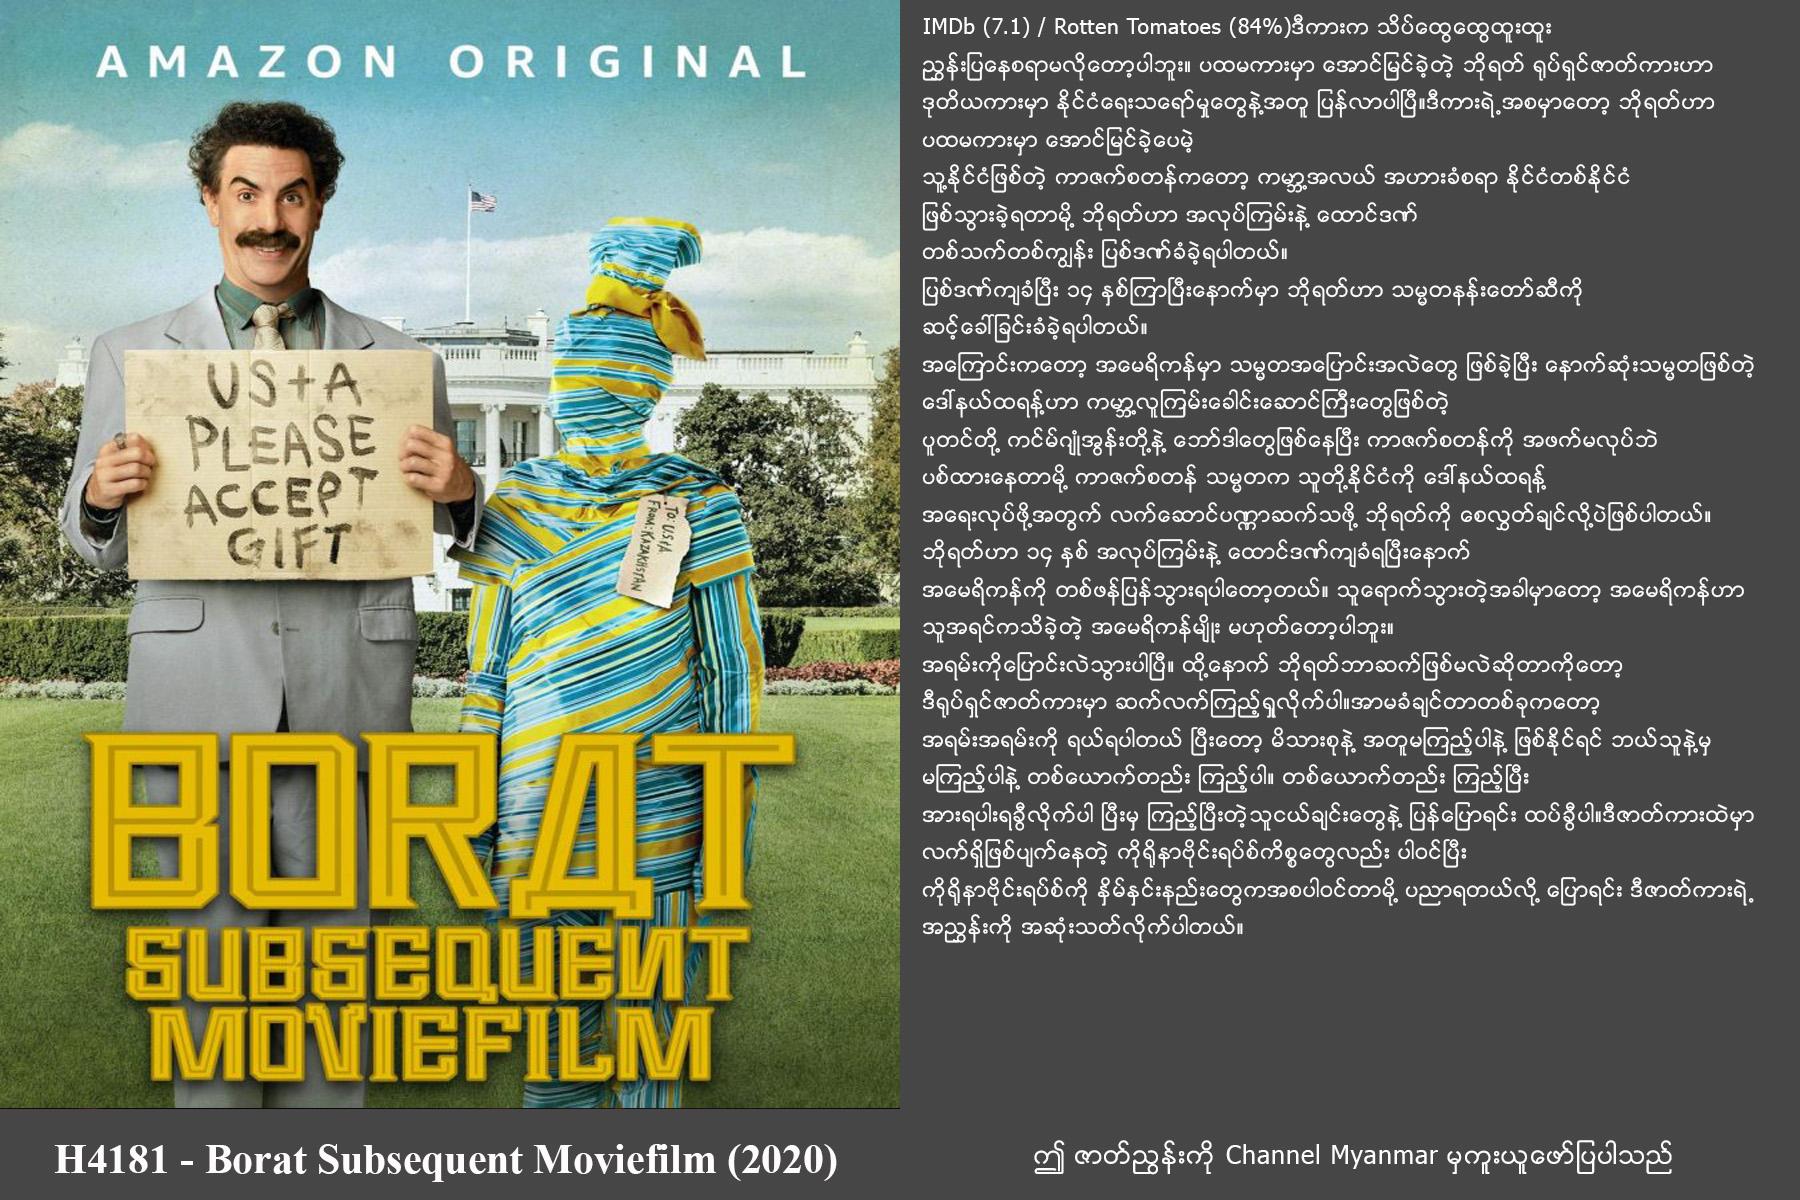 AMAZON ORIGINAL
US+A
PLEASE
ACCEPT
GIFT
TO: US+A
FROM: KAZAKHSTAN
BORДT
SUBSEQUEИT
MOVIEFILM
H4181 - Borat Subsequent Moviefilm (2020)
IMDb (7.1) / Rotten Tomatoes (84%)ဒီကားက သိပ်ထွေထွေထူးထူး
ညွှန်းပြနေစရာမလိုတော့ပါဘူး။ ပထမကားမှာ အောင်မြင်ခဲ့တဲ့ ဘိုရတ် ရုပ်ရှင်ဇာတ်ကားဟာ
ဒုတိယကားမှာ နိုင်ငံရေးသရော်မှုတွေနဲ့အတူ ပြန်လာပါပြီ။ဒီကားရဲ့အစမှာတော့ ဘိုရတ်ဟာ
ပထမကားမှာ အောင်မြင်ခဲ့ပေမဲ့
သူ့နိုင်ငံဖြစ်တဲ့ ကာဇက်စတန်ကတော့ ကမ္ဘာ့အလယ် အဟားခံစရာ နိုင်ငံတစ်နိုင်ငံ
ဖြစ်သွားခဲ့ရတာမို့ ဘိုရတ်ဟာ အလုပ်ကြမ်းနဲ့ ထောင်ဒဏ်
တစ်သက်တစ်ကျွန်း ပြစ်ဒဏ်ခံခဲ့ရပါတယ်။
ပြစ်ဒဏ်ကျခံပြီး ၁၄ နှစ်ကြာပြီးနောက်မှာ ဘိုရတ်ဟာ သမ္မတနန်းတော်ဆီကို
ဆင့်ခေါ်ခြင်းခံခဲ့ရပါတယ်။
အကြောင်းကတော့ အမေရိကန်မှာ သမ္မတအပြောင်းအလဲတွေ ဖြစ်ခဲ့ပြီး နောက်ဆုံးသမ္မတဖြစ်တဲ့
ဒေါ်နယ်ထရန့်ဟာ ကမ္ဘာ့လူကြမ်းခေါင်းဆောင်ကြီးတွေဖြစ်တဲ့
ပူတင်တို့ ကင်မ်ဂျုံအွန်းတို့နဲ့ ဘော်ဒါတွေဖြစ်နေပြီး ကာဇက်စတန်ကို အဖက်မလုပ်ဘဲ
ပစ်ထားနေတာမို့ ကာဇက်စတန် သမ္မတက သူတို့နိုင်ငံကို ဒေါ်နယ်ထရန့်
အရေးလုပ်ဖို့အတွက် လက်ဆောင်ပဏ္ဏာဆက်သဖို့ ဘိုရတ်ကို စေလွှတ်ချင်လို့ပဲဖြစ်ပါတယ်။
ဘိုရတ်ဟာ ၁၄ နှစ် အလုပ်ကြမ်းနဲ့ ထောင်ဒဏ်ကျခံရပြီးနောက်
အမေရိကန်ကို တစ်ဖန်ပြန်သွားရပါတော့တယ်။ သူရောက်သွားတဲ့အခါမှာတော့ အမေရိကန်ဟာ
သူအရင်ကသိခဲ့တဲ့ အမေရိကန်မျိုး မဟုတ်တော့ပါဘူး။
အရမ်းကိုပြောင်းလဲသွားပါပြီ။ ထို့နောက် ဘိုရတ်ဘာဆက်ဖြစ်မလဲဆိုတာကိုတော့
ဒီရုပ်ရှင်ဇာတ်ကားမှာ ဆက်လက်ကြည့်ရှုလိုက်ပါ။အာမခံချင်တာတစ်ခုကတော့
အရမ်းအရမ်းကို ရယ်ရပါတယ် ပြီးတော့ မိသားစုနဲ့ အတူမကြည့်ပါနဲ့ ဖြစ်နိုင်ရင် ဘယ်သူနဲ့မှ
မကြည့်ပါနဲ့ တစ်ယောက်တည်း ကြည့်ပါ။ တစ်ယောက်တည်း ကြည့်ပြီး
အားရပါးရခွီလိုက်ပါ ပြီးမှ ကြည့်ပြီးတဲ့သူငယ်ချင်းတွေနဲ့ ပြန်ပြောရင်း ထပ်ခွီပါ။ဒီဇာတ်ကားထဲမှာ
လက်ရှိဖြစ်ပျက်နေတဲ့ ကိုရိုနာဗိုင်းရပ်စ်ကိစ္စတွေလည်း ပါဝင်ပြီး
ကိုရိုနာဗိုင်းရပ်စ်ကို နှိမ်နှင်းနည်းတွေကအစပါဝင်တာမို့ ပညာရတယ်လို့ ပြောရင်း ဒီဇာတ်ကားရဲ့
အညွှန်းကို အဆုံးသတ်လိုက်ပါတယ်။
ဤ ဇာတ်ညွှန်းကို Channel Myanmar မှကူးယူဖော်ပြပါသည်